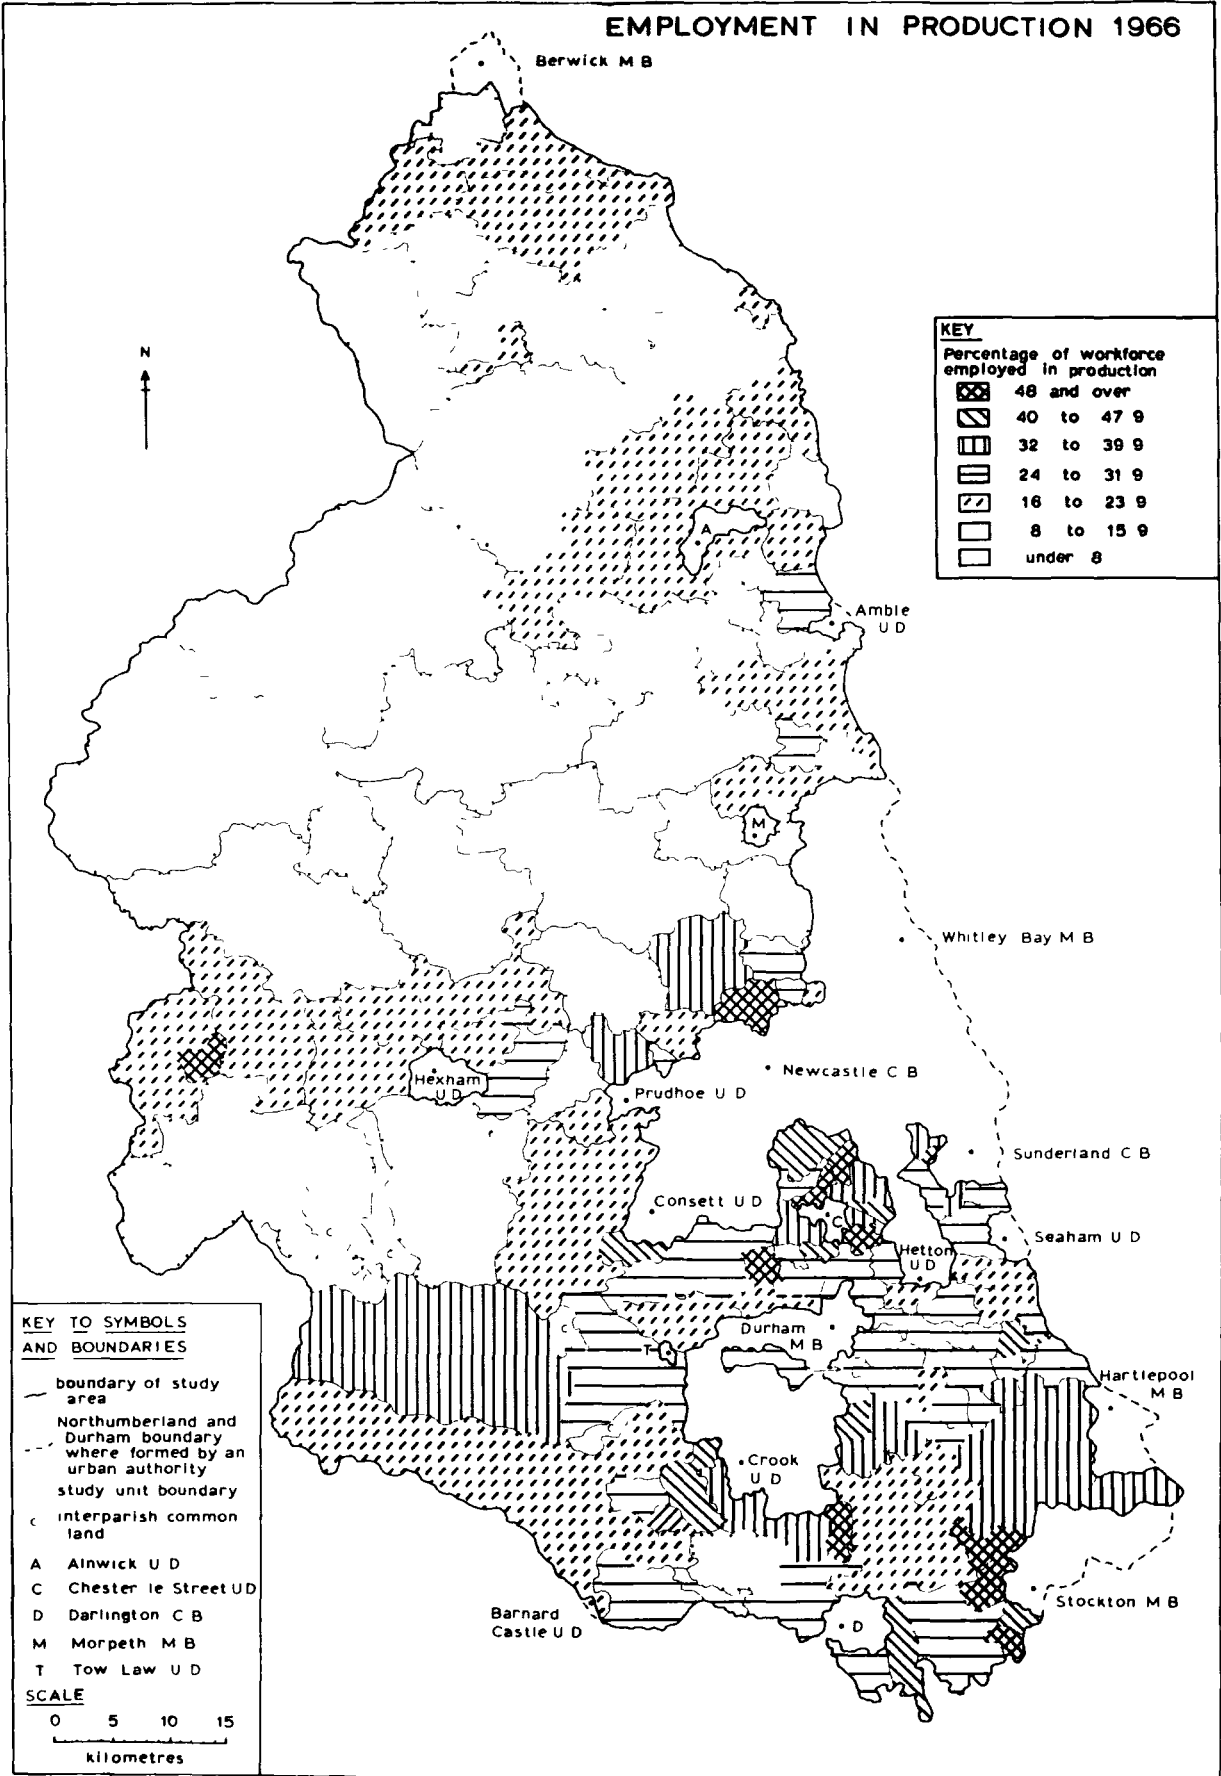 EMPLOYMENT IN PRODUCTION 1966
Berwick M B
N
KEY
Percentage of workforce
employed in production
48 and over
40 to 47 9
32 to 39 9
24 to 31 9
16 to 23 9
8 to 15 9
under 8
A
Amble
U D
M
Whitley Bay M B
Newcastle C B
Hexham
U D
Prudhoe U D
Sunderland C B
Consett U D
C
Seaham U D
Hetton
U D
c
c
c
Durham
M B
T
Hartlepool
M B
Crook
U D
Stockton M B
Barnard
Castle U D
D
KEY TO SYMBOLS
AND BOUNDARIES
boundary of study
area
Northumberland and
Durham boundary
where formed by an
urban authority
study unit boundary
c interparish common
land
A Alnwick U D
C Chester le Street U D
D Darlington C B
M Morpeth M B
T Tow Law U D
SCALE
0 5 10 15
kilometres